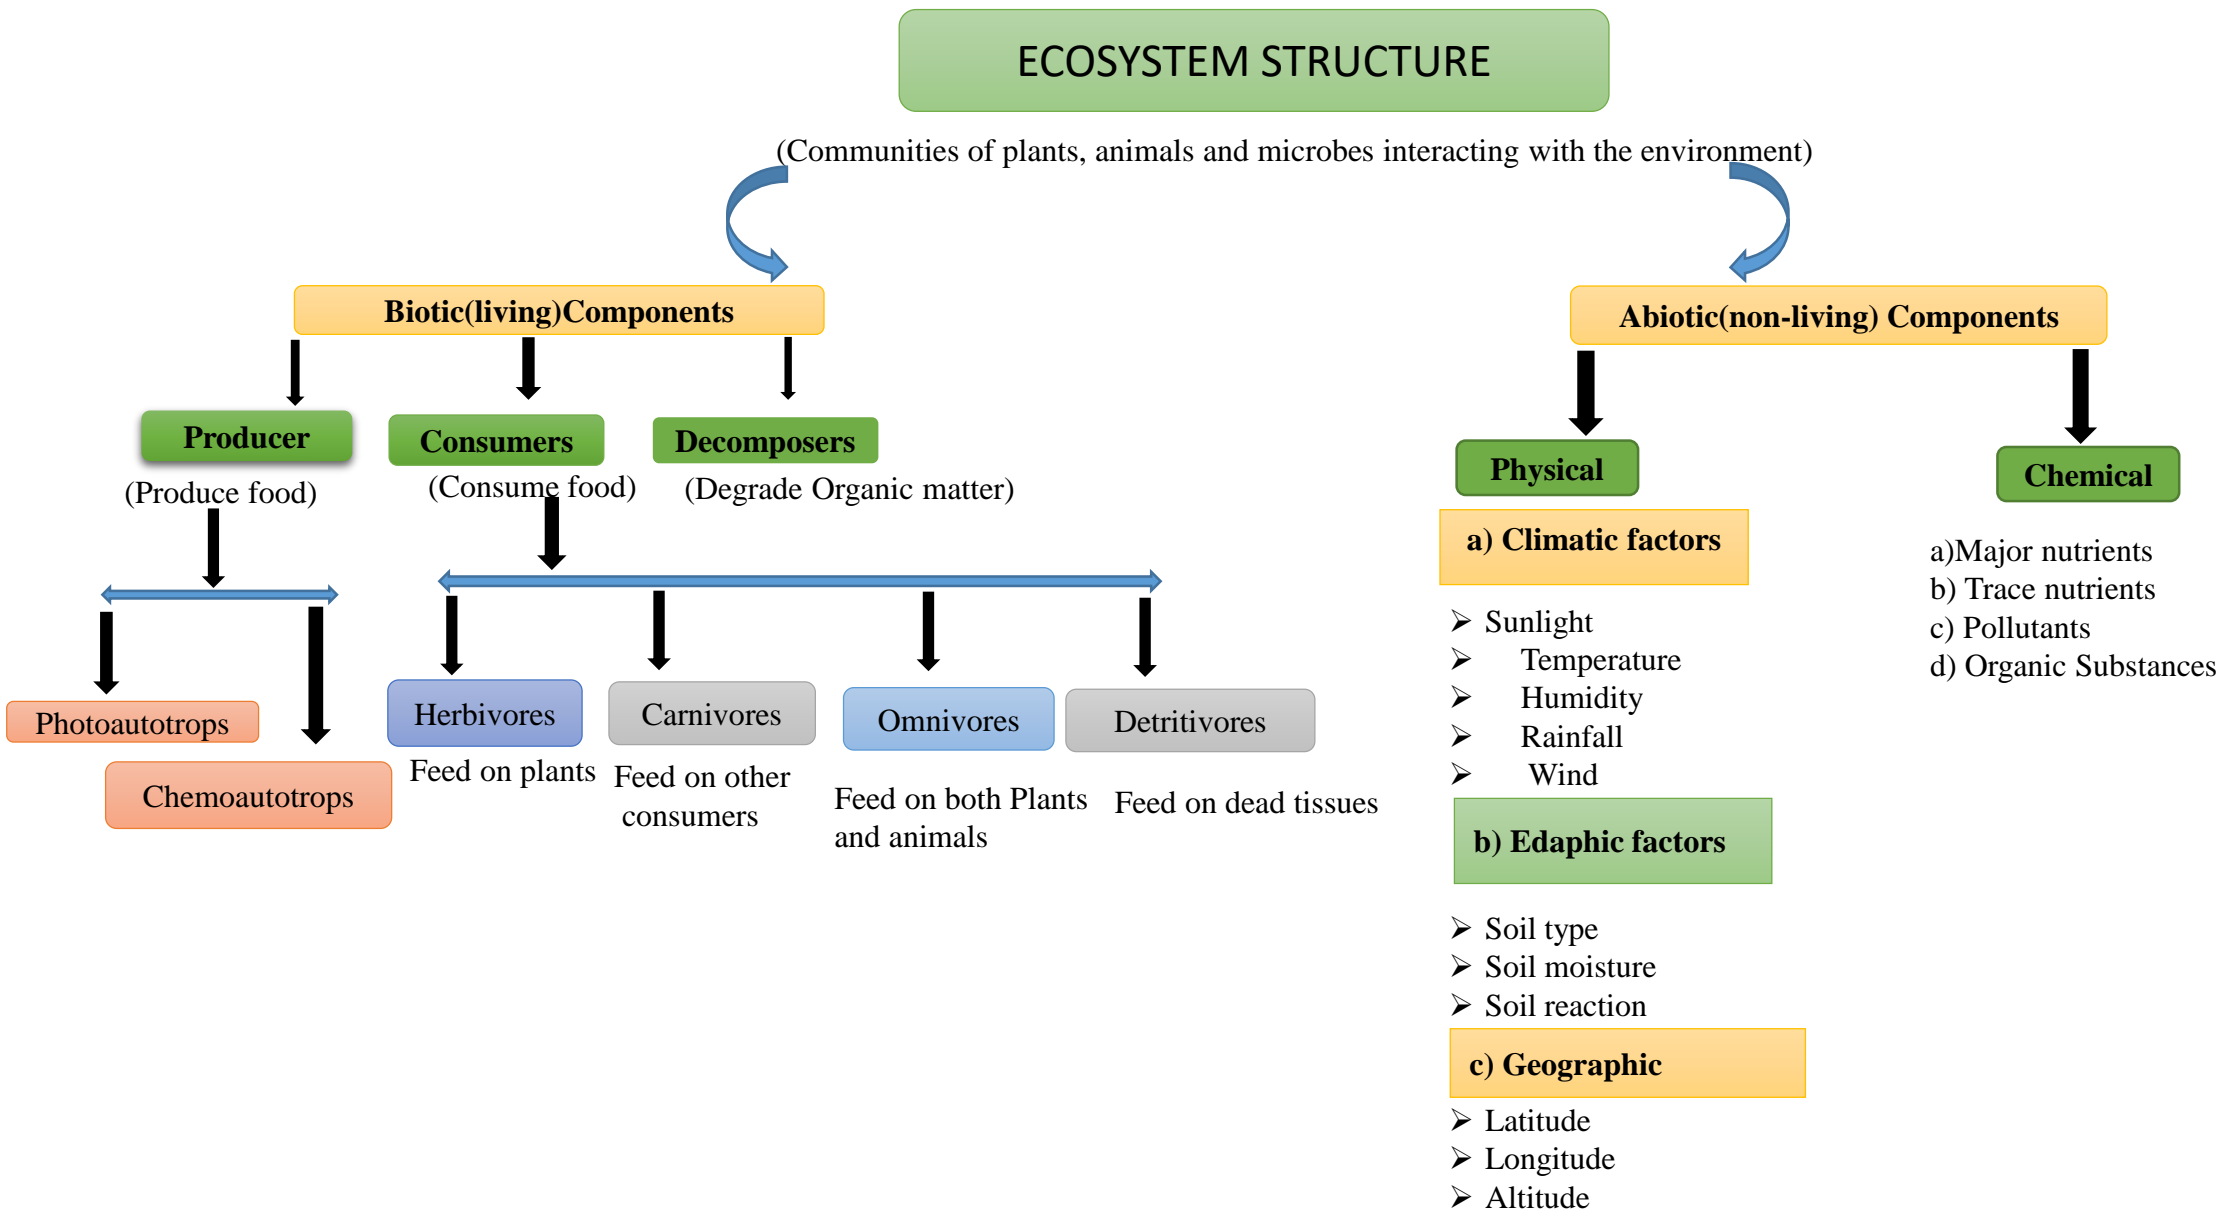 ECOSYSTEM STRUCTURE
(Communities of plants, animals and microbes interacting with the environment)
Biotic(living)Components
Producer
(Produce food)
Photoautotrops
Chemoautotrops
Consumers
(Consume food)
Herbivores
Feed on plants
Carnivores
Feed on other
consumers
Omnivores
Feed on both Plants
and animals
Detritivores
Feed on dead tissues
Decomposers
(Degrade Organic matter)
Abiotic(non-living) Components
Physical
a) Climatic factors
Sunlight
Temperature
Humidity
Rainfall
Wind
b) Edaphic factors
Soil type
Soil moisture
Soil reaction
c) Geographic
Latitude
Longitude
Altitude
Chemical
a)Major nutrients
b) Trace nutrients
c) Pollutants
d) Organic Substances